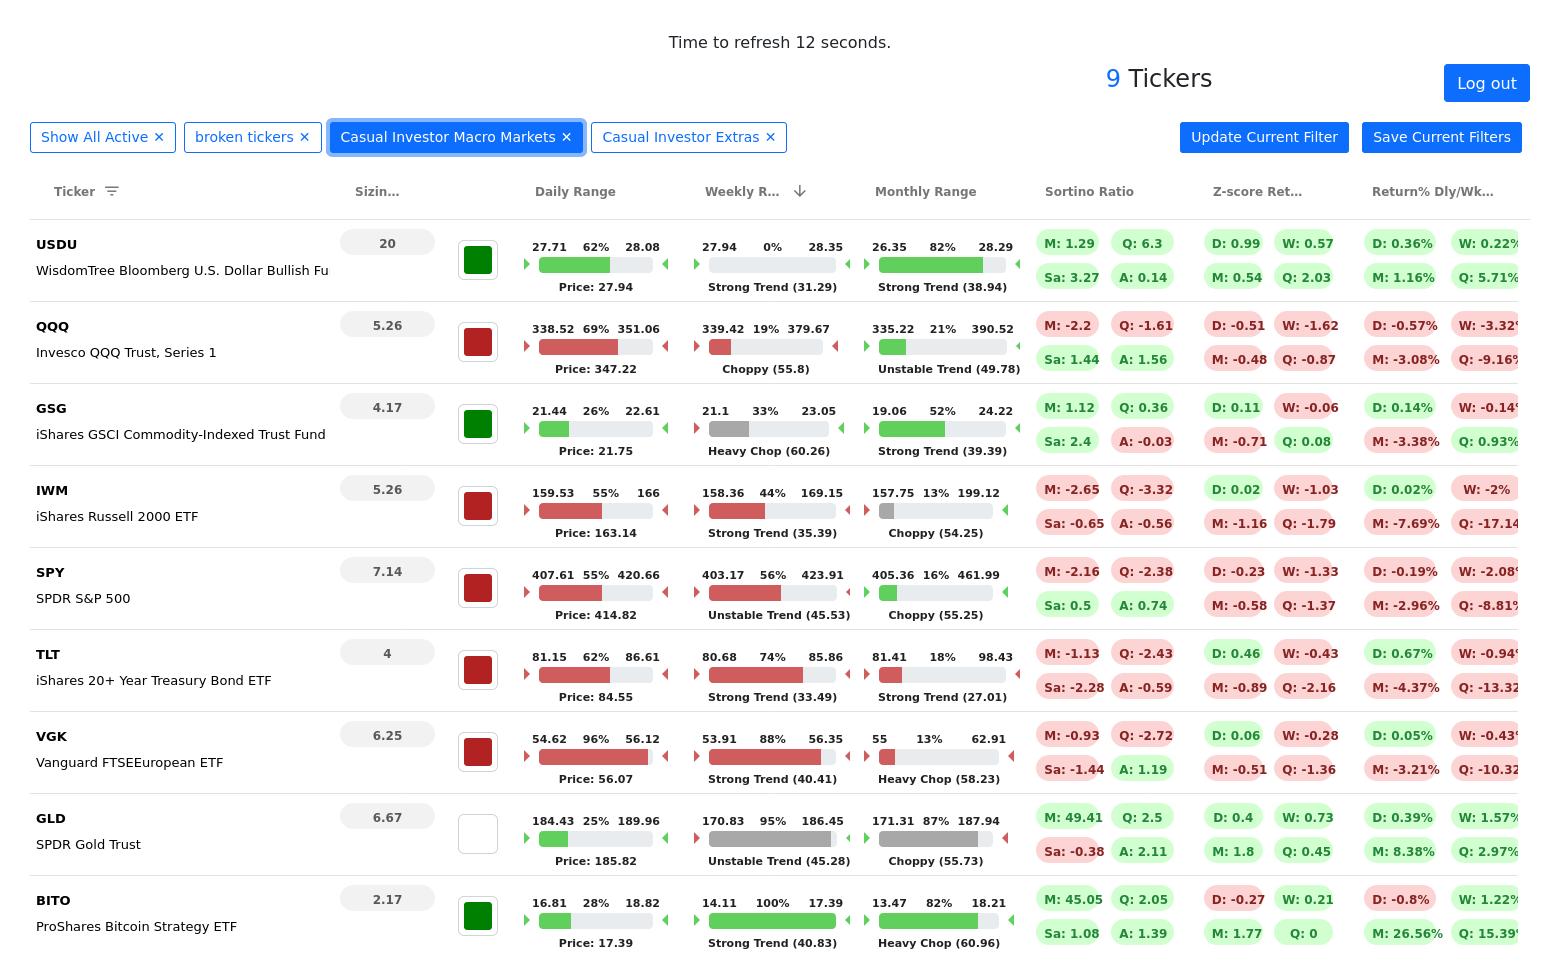 Time to refresh 12 seconds.
9 Tickers
Log out
Show All Active ✕ broken tickers ✕ Casual Investor Macro Markets ✕ Casual Investor Extras ✕ Update Current Filter Save Current Filters
Ticker Sizin... Daily Range Weekly R... Monthly Range Sortino Ratio Z-score Ret... Return% Dly/Wk...
USDU 20 27.71 62% 28.08 27.94 0% 28.35 26.35 82% 28.29 M: 1.29 Q: 6.3 D: 0.99 W: 0.57 D: 0.36% W: 0.22%
WisdomTree Bloomberg U.S. Dollar Bullish Fu Price: 27.94 Strong Trend (31.29) Strong Trend (38.94) Sa: 3.27 A: 0.14 M: 0.54 Q: 2.03 M: 1.16% Q: 5.71%
QQQ 5.26 338.52 69% 351.06 339.42 19% 379.67 335.22 21% 390.52 M: -2.2 Q: -1.61 D: -0.51 W: -1.62 D: -0.57% W: -3.32%
Invesco QQQ Trust, Series 1 Price: 347.22 Choppy (55.8) Unstable Trend (49.78) Sa: 1.44 A: 1.56 M: -0.48 Q: -0.87 M: -3.08% Q: -9.16%
GSG 4.17 21.44 26% 22.61 21.1 33% 23.05 19.06 52% 24.22 M: 1.12 Q: 0.36 D: 0.11 W: -0.06 D: 0.14% W: -0.14%
iShares GSCI Commodity-Indexed Trust Fund Price: 21.75 Heavy Chop (60.26) Strong Trend (39.39) Sa: 2.4 A: -0.03 M: -0.71 Q: 0.08 M: -3.38% Q: 0.93%
IWM 5.26 159.53 55% 166 158.36 44% 169.15 157.75 13% 199.12 M: -2.65 Q: -3.32 D: 0.02 W: -1.03 D: 0.02% W: -2%
iShares Russell 2000 ETF Price: 163.14 Strong Trend (35.39) Choppy (54.25) Sa: -0.65 A: -0.56 M: -1.16 Q: -1.79 M: -7.69% Q: -17.14
SPY 7.14 407.61 55% 420.66 403.17 56% 423.91 405.36 16% 461.99 M: -2.16 Q: -2.38 D: -0.23 W: -1.33 D: -0.19% W: -2.08%
SPDR S&P 500 Price: 414.82 Unstable Trend (45.53) Choppy (55.25) Sa: 0.5 A: 0.74 M: -0.58 Q: -1.37 M: -2.96% Q: -8.81%
TLT 4 81.15 62% 86.61 80.68 74% 85.86 81.41 18% 98.43 M: -1.13 Q: -2.43 D: 0.46 W: -0.43 D: 0.67% W: -0.94%
iShares 20+ Year Treasury Bond ETF Price: 84.55 Strong Trend (33.49) Strong Trend (27.01) Sa: -2.28 A: -0.59 M: -0.89 Q: -2.16 M: -4.37% Q: -13.32
VGK 6.25 54.62 96% 56.12 53.91 88% 56.35 55 13% 62.91 M: -0.93 Q: -2.72 D: 0.06 W: -0.28 D: 0.05% W: -0.43%
Vanguard FTSEEuropean ETF Price: 56.07 Strong Trend (40.41) Heavy Chop (58.23) Sa: -1.44 A: 1.19 M: -0.51 Q: -1.36 M: -3.21% Q: -10.32
GLD 6.67 184.43 25% 189.96 170.83 95% 186.45 171.31 87% 187.94 M: 49.41 Q: 2.5 D: 0.4 W: 0.73 D: 0.39% W: 1.57%
SPDR Gold Trust Price: 185.82 Unstable Trend (45.28) Choppy (55.73) Sa: -0.38 A: 2.11 M: 1.8 Q: 0.45 M: 8.38% Q: 2.97%
BITO 2.17 16.81 28% 18.82 14.11 100% 17.39 13.47 82% 18.21 M: 45.05 Q: 2.05 D: -0.27 W: 0.21 D: -0.8% W: 1.22%
ProShares Bitcoin Strategy ETF Price: 17.39 Strong Trend (40.83) Heavy Chop (60.96) Sa: 1.08 A: 1.39 M: 1.77 Q: 0 M: 26.56% Q: 15.39%